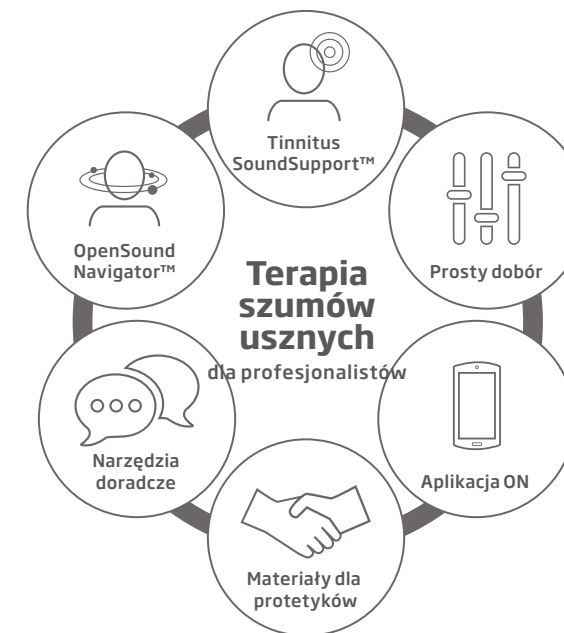 Tinnitus
SoundSupport™
OpenSound
Navigator™
Prosty dobór
Terapia
szumów
usznych
dla profesjonalistów
Narzędzia
doradcze
Aplikacja ON
Materiały dla
protetyków